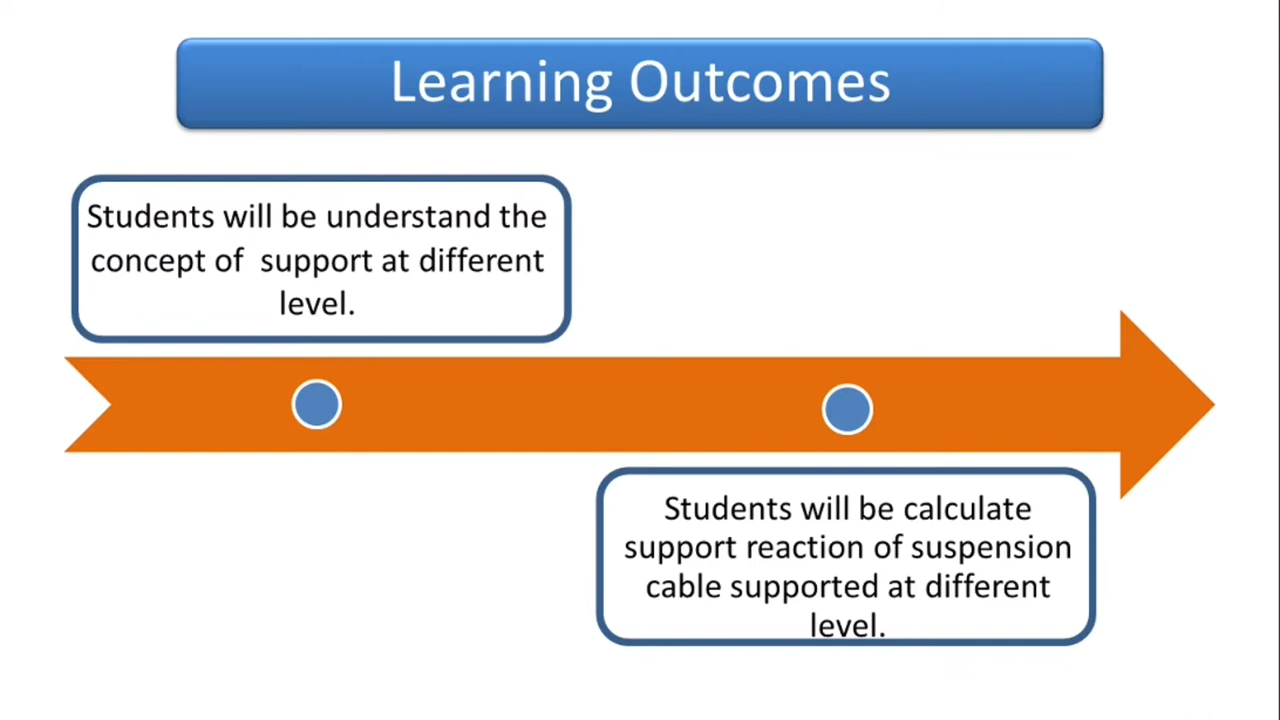 Learning Outcomes
Students will be understand the
concept of  support at different
level.
Students will be calculate
support reaction of suspension
cable supported at different
level.